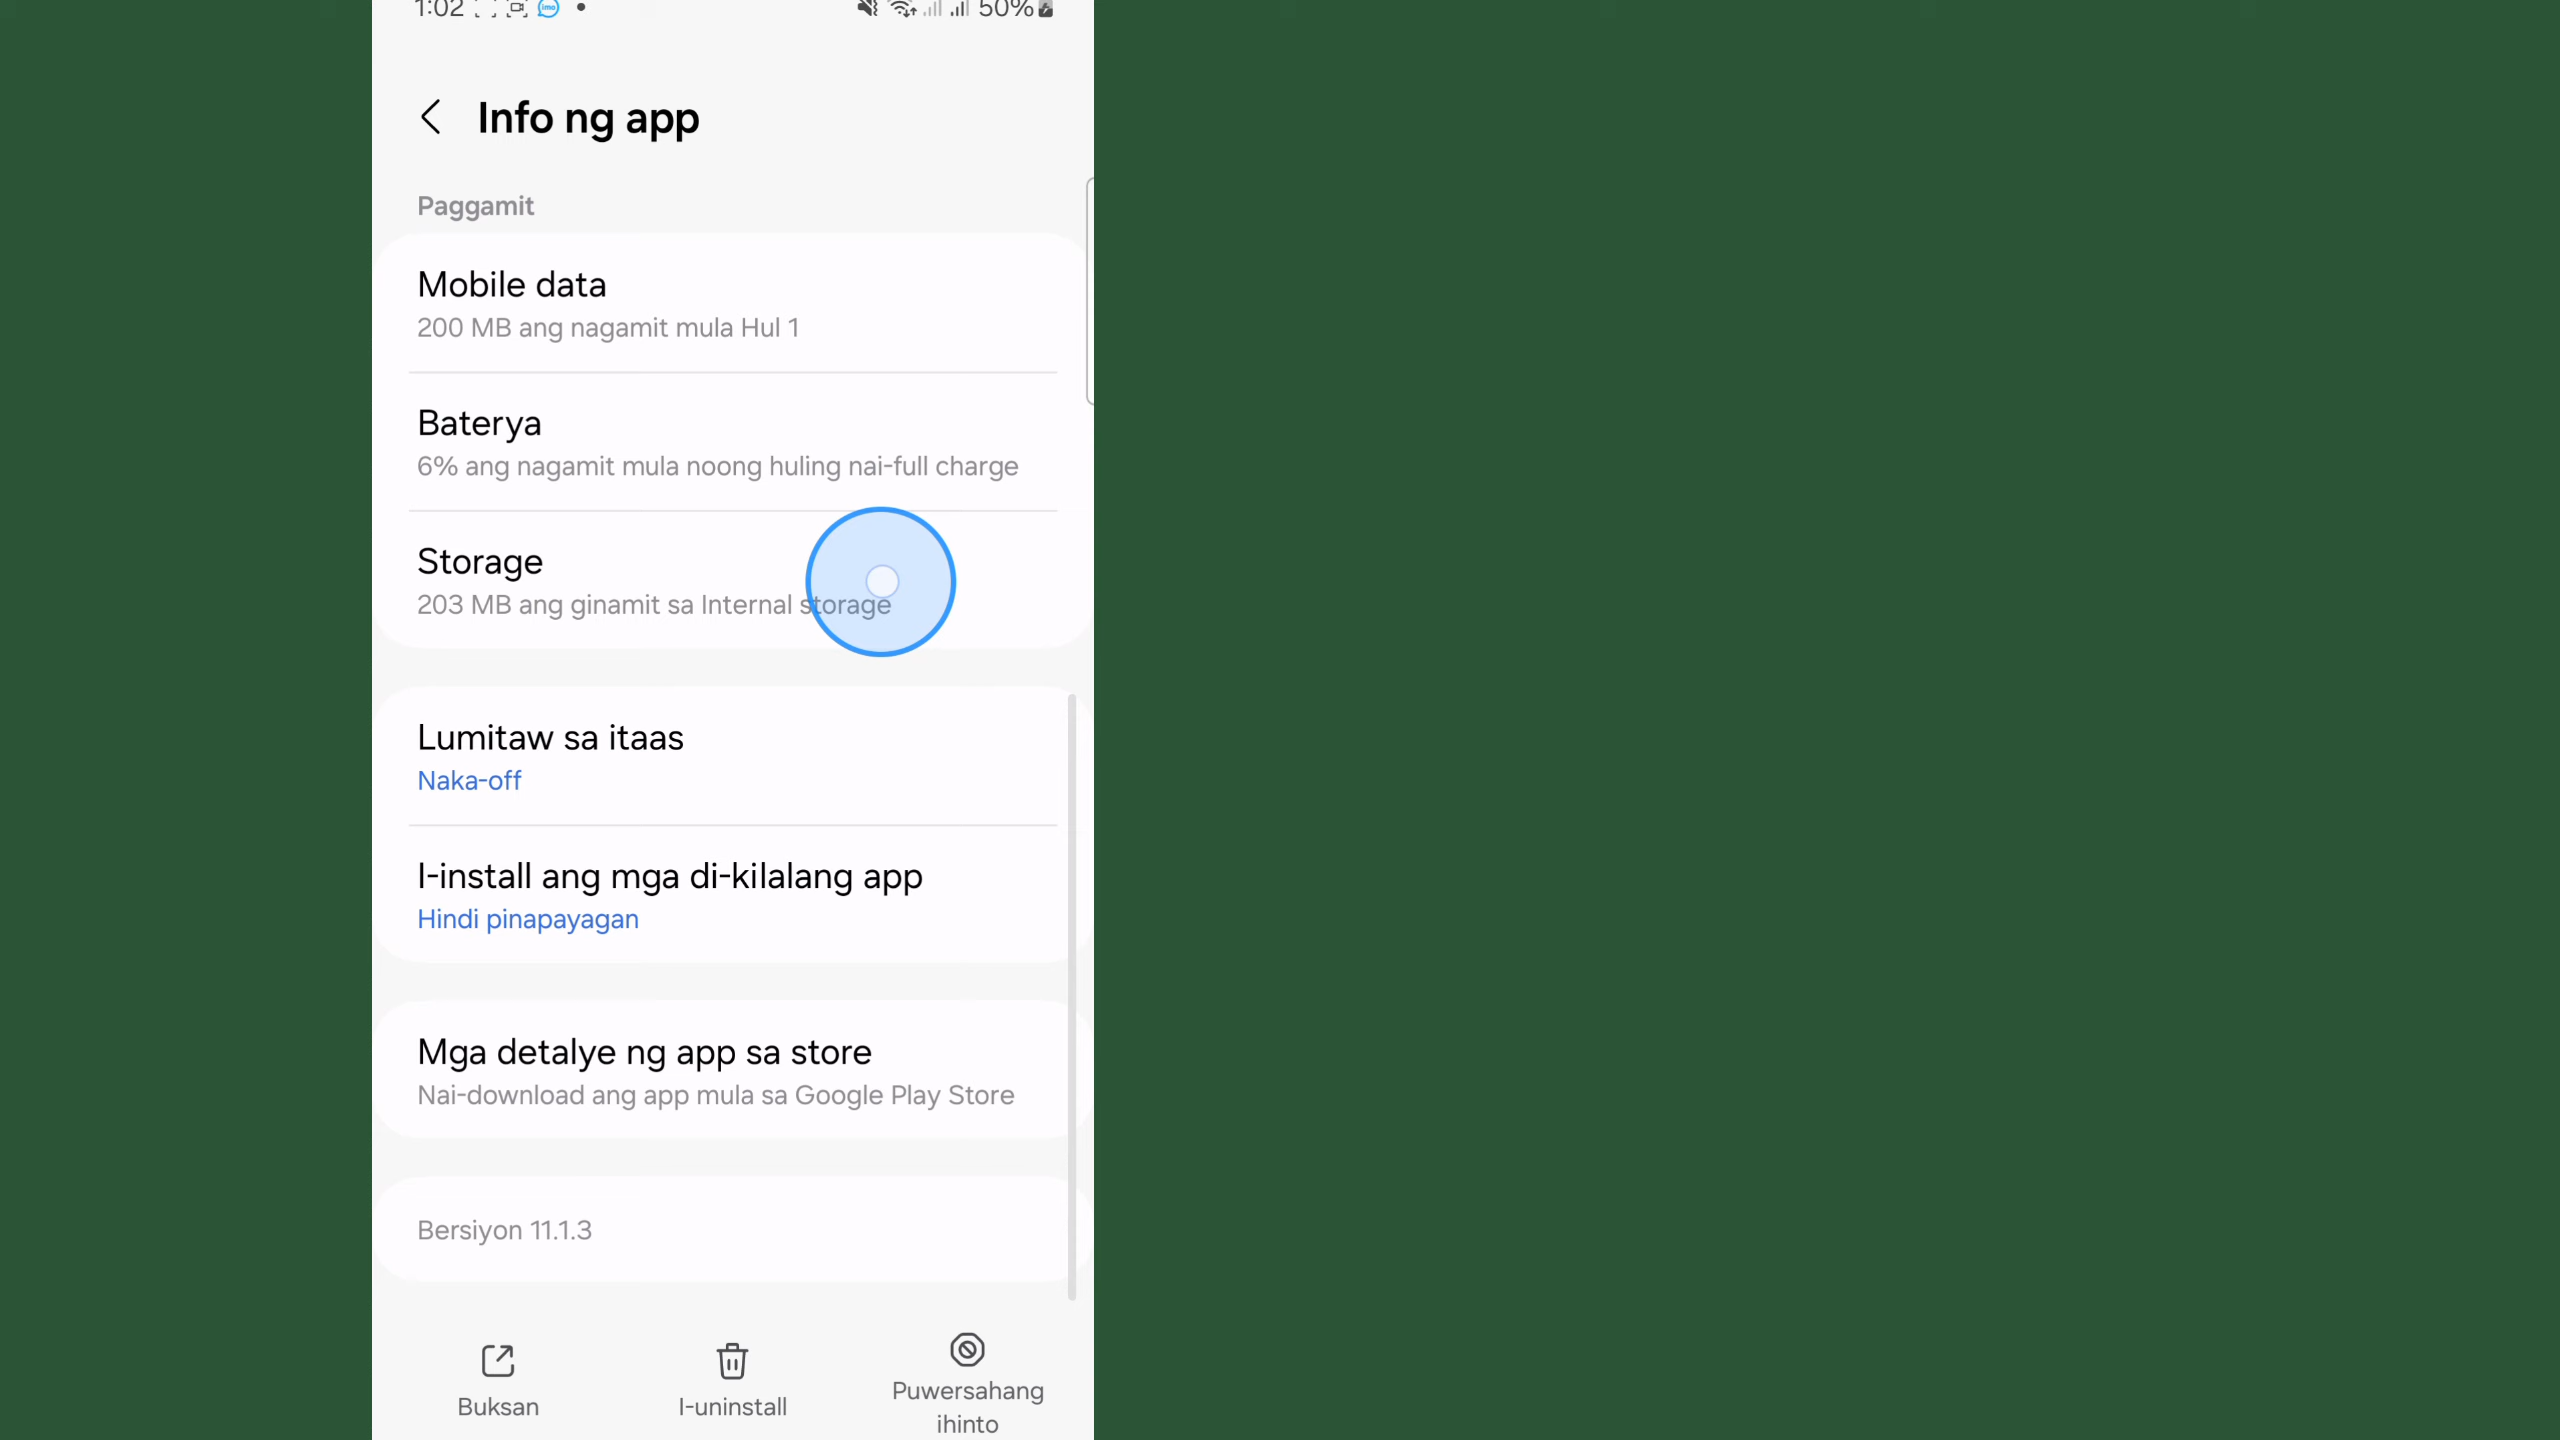 1:02 imo 50%
Info ng app
Paggamit
Mobile data
200 MB ang nagamit mula Hul 1
Baterya
6% ang nagamit mula noong huling nai-full charge
Storage
203 MB ang ginamit sa Internal storage
Lumitaw sa itaas
Naka-off
I-install ang mga di-kilalang app
Hindi pinapayagan
Mga detalye ng app sa store
Nai-download ang app mula sa Google Play Store
Bersiyon 11.1.3
Buksan
I-uninstall
Puwersahang
ihinto